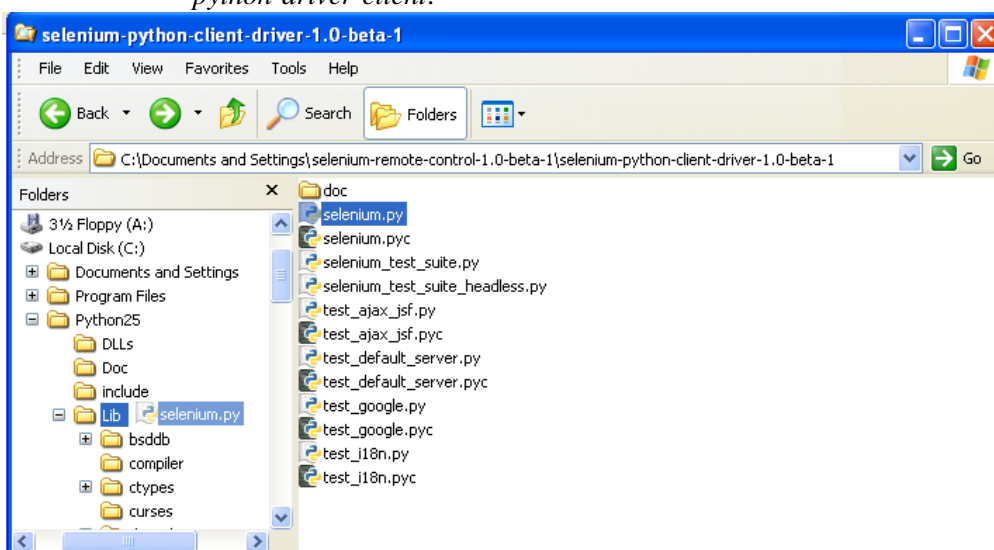 python driver client.
selenium-python-client-driver-1.0-beta-1
File Edit View Favorites Tools Help
Back Search Folders
Address C:\Documents and Settings\selenium-remote-control-1.0-beta-1\selenium-python-client-driver-1.0-beta-1 Go
Folders
3½ Floppy (A:)
Local Disk (C:)
Documents and Settings
Program Files
Python25
DLLs
Doc
include
Lib selenium.py
bsddb
compiler
ctypes
curses
doc
selenium.py
selenium.pyc
selenium_test_suite.py
selenium_test_suite_headless.py
test_ajax_jsf.py
test_ajax_jsf.pyc
test_default_server.py
test_default_server.pyc
test_google.py
test_google.pyc
test_i18n.py
test_i18n.pyc